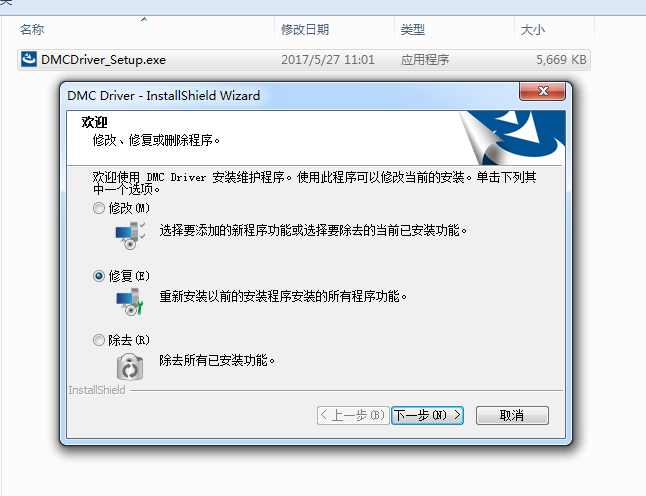 名称 修改日期 类型 大小
DMCDriver_Setup.exe 2017/5/27 11:01 应用程序 5,669 KB
DMC Driver - InstallShield Wizard
欢迎
修改、修复或删除程序。
欢迎使用 DMC Driver 安装维护程序。使用此程序可以修改当前的安装。单击下列其
中一个选项。
修改(M)
选择要添加的新程序功能或选择要除去的当前已安装功能。
修复(E)
重新安装以前的安装程序安装的所有程序功能。
除去(R)
除去所有已安装功能。
InstallShield
< 上一步(B) 下一步(N) > 取消